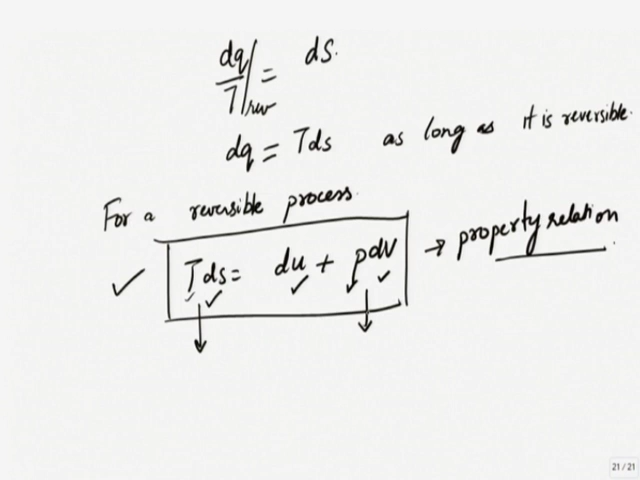 dq/T|rev = ds.
dq = Tds as long as it is reversible.
For a reversible process.
Tds = du + pdv → property relation
21 / 21